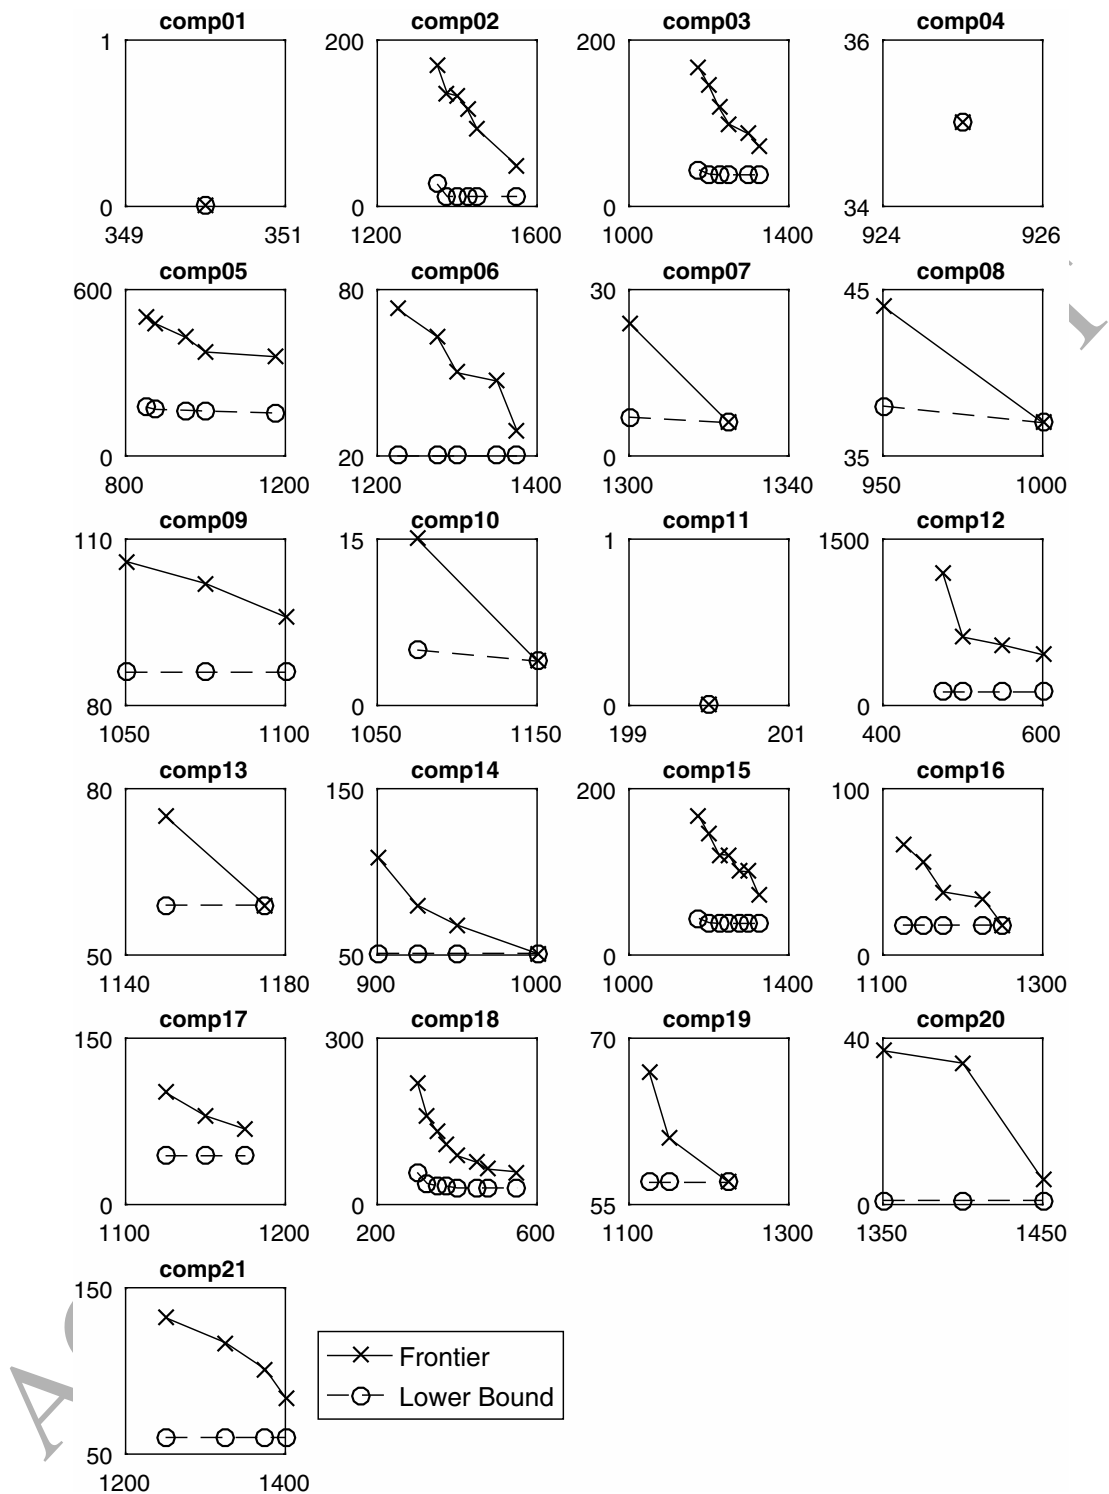 comp01 comp02 comp03 comp04
1 200 200 36
0 0 0 34
349 351 1200 1600 1000 1400 924 926
comp05 comp06 comp07 comp08
600 80 30 45
0 20 0 35
800 1200 1200 1400 1300 1340 950 1000
comp09 comp10 comp11 comp12
110 15 1 1500
80 0 0 0
1050 1100 1050 1150 199 201 400 600
comp13 comp14 comp15 comp16
80 150 200 100
50 50 0 0
1140 1180 900 1000 1000 1400 1100 1300
comp17 comp18 comp19 comp20
150 300 70 40
0 0 55 0
1100 1200 200 600 1100 1300 1350 1450
comp21
150
50
1200 1400
Frontier
Lower Bound